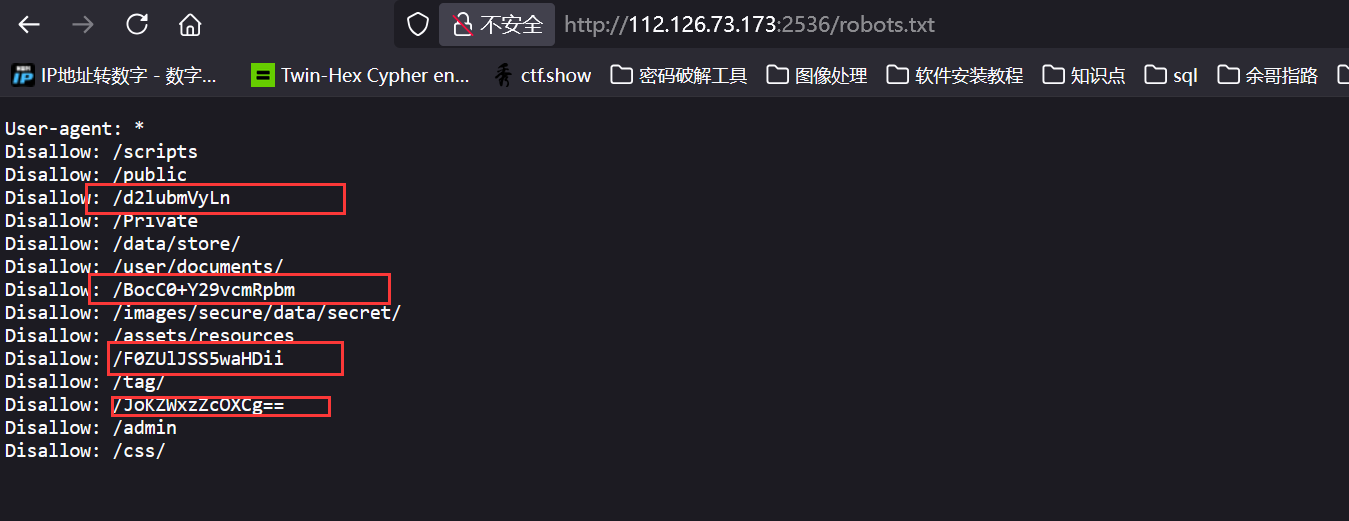 不安全 http://112.126.73.173:2536/robots.txt
IP地址转数字 - 数字... Twin-Hex Cypher en... ctf.show 密码破解工具 图像处理 软件安装教程 知识点 sql 余哥指路
User-agent: *
Disallow: /scripts
Disallow: /public
Disallow: /d2lubmVyLn
Disallow: /Private
Disallow: /data/store/
Disallow: /user/documents/
Disallow: /BocC0+Y29vcmRpbm
Disallow: /images/secure/data/secret/
Disallow: /assets/resources
Disallow: /F0ZUlJSS5waHDii
Disallow: /tag/
Disallow: /JoKZWxzZcOXCg==
Disallow: /admin
Disallow: /css/